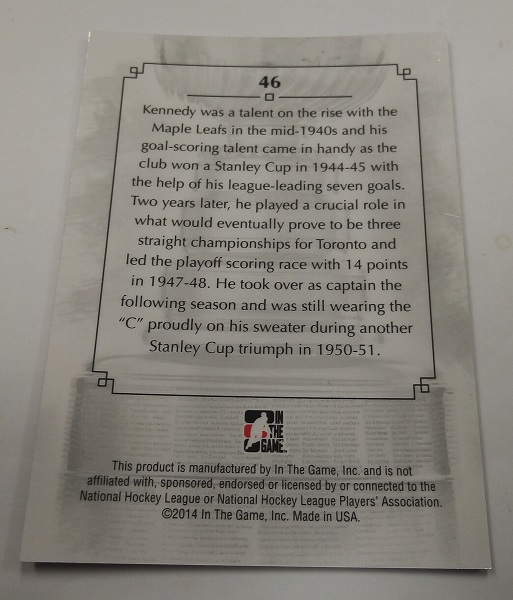 46
Kennedy was a talent on the rise with the
Maple Leafs in the mid-1940s and his
goal-scoring talent came in handy as the
club won a Stanley Cup in 1944-45 with
the help of his league-leading seven goals.
Two years later, he played a crucial role in
what would eventually prove to be three
straight championships for Toronto and
led the playoff scoring race with 14 points
in 1947-48. He took over as captain the
following season and was still wearing the
“C” proudly on his sweater during another
Stanley Cup triumph in 1950-51.
IN
THE
GAME
This product is manufactured by In The Game, Inc. and is not
affiliated with, sponsored, endorsed or licensed by or connected to the
National Hockey League or National Hockey League Players’ Association.
©2014 In The Game, Inc. Made in USA.